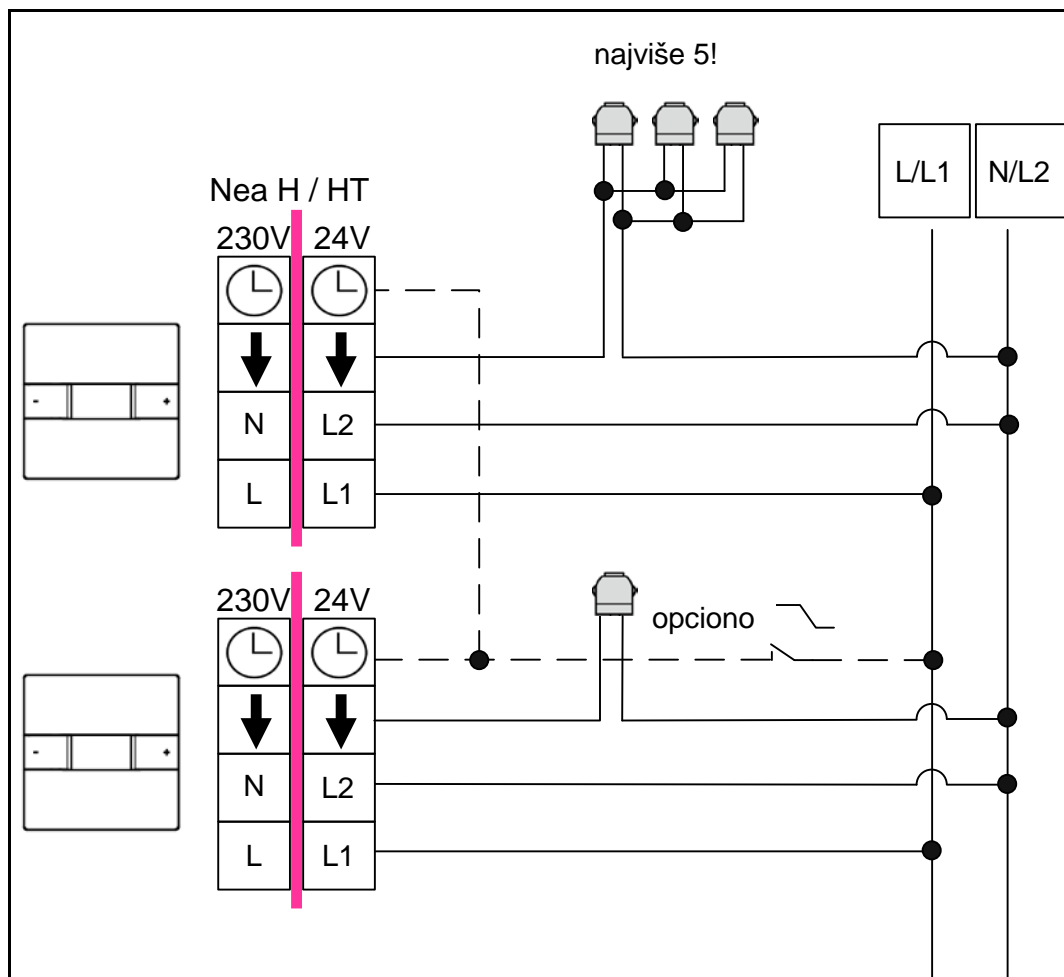 najviše 5!
L/L1 N/L2
Nea H / HT
230V 24V
N L2
L L1
- +
230V 24V
opciono
N L2
L L1
- +